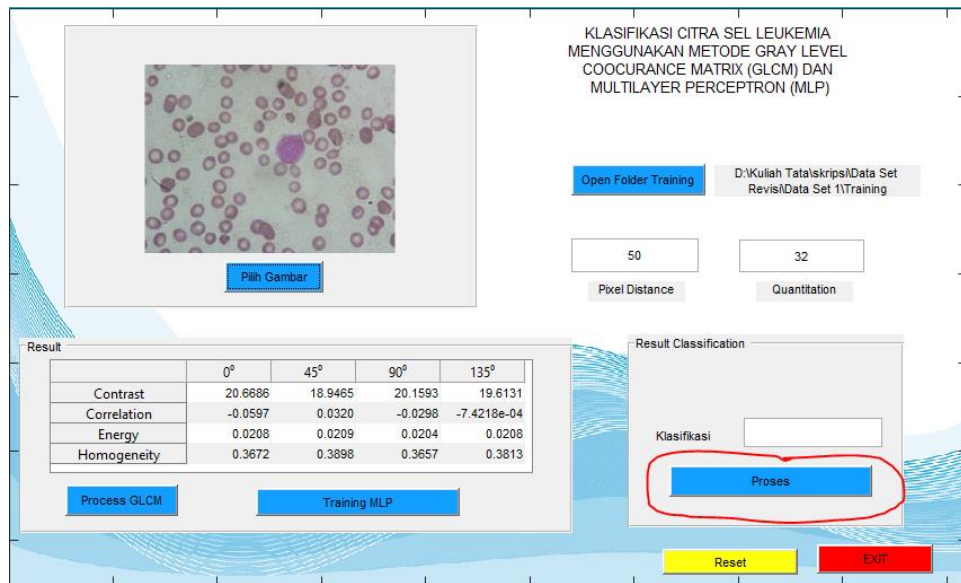 KLASIFIKASI CITRA SEL LEUKEMIA
MENGGUNAKAN METODE GRAY LEVEL
COOCURANCE MATRIX (GLCM) DAN
MULTILAYER PERCEPTRON (MLP)
Pilih Gambar
Open Folder Training
D:\Kuliah Tata\skripsi\Data Set
Revisi\Data Set 1\Training
50 32
Pixel Distance Quantitation
Result
0⁰ 45⁰ 90⁰ 135⁰
Contrast 20.6686 18.9465 20.1593 19.6131
Correlation -0.0597 0.0320 -0.0298 -7.4218e-04
Energy 0.0208 0.0209 0.0204 0.0208
Homogeneity 0.3672 0.3898 0.3657 0.3813
Process GLCM Training MLP
Result Classification
Klasifikasi
Proses
Reset EXIT